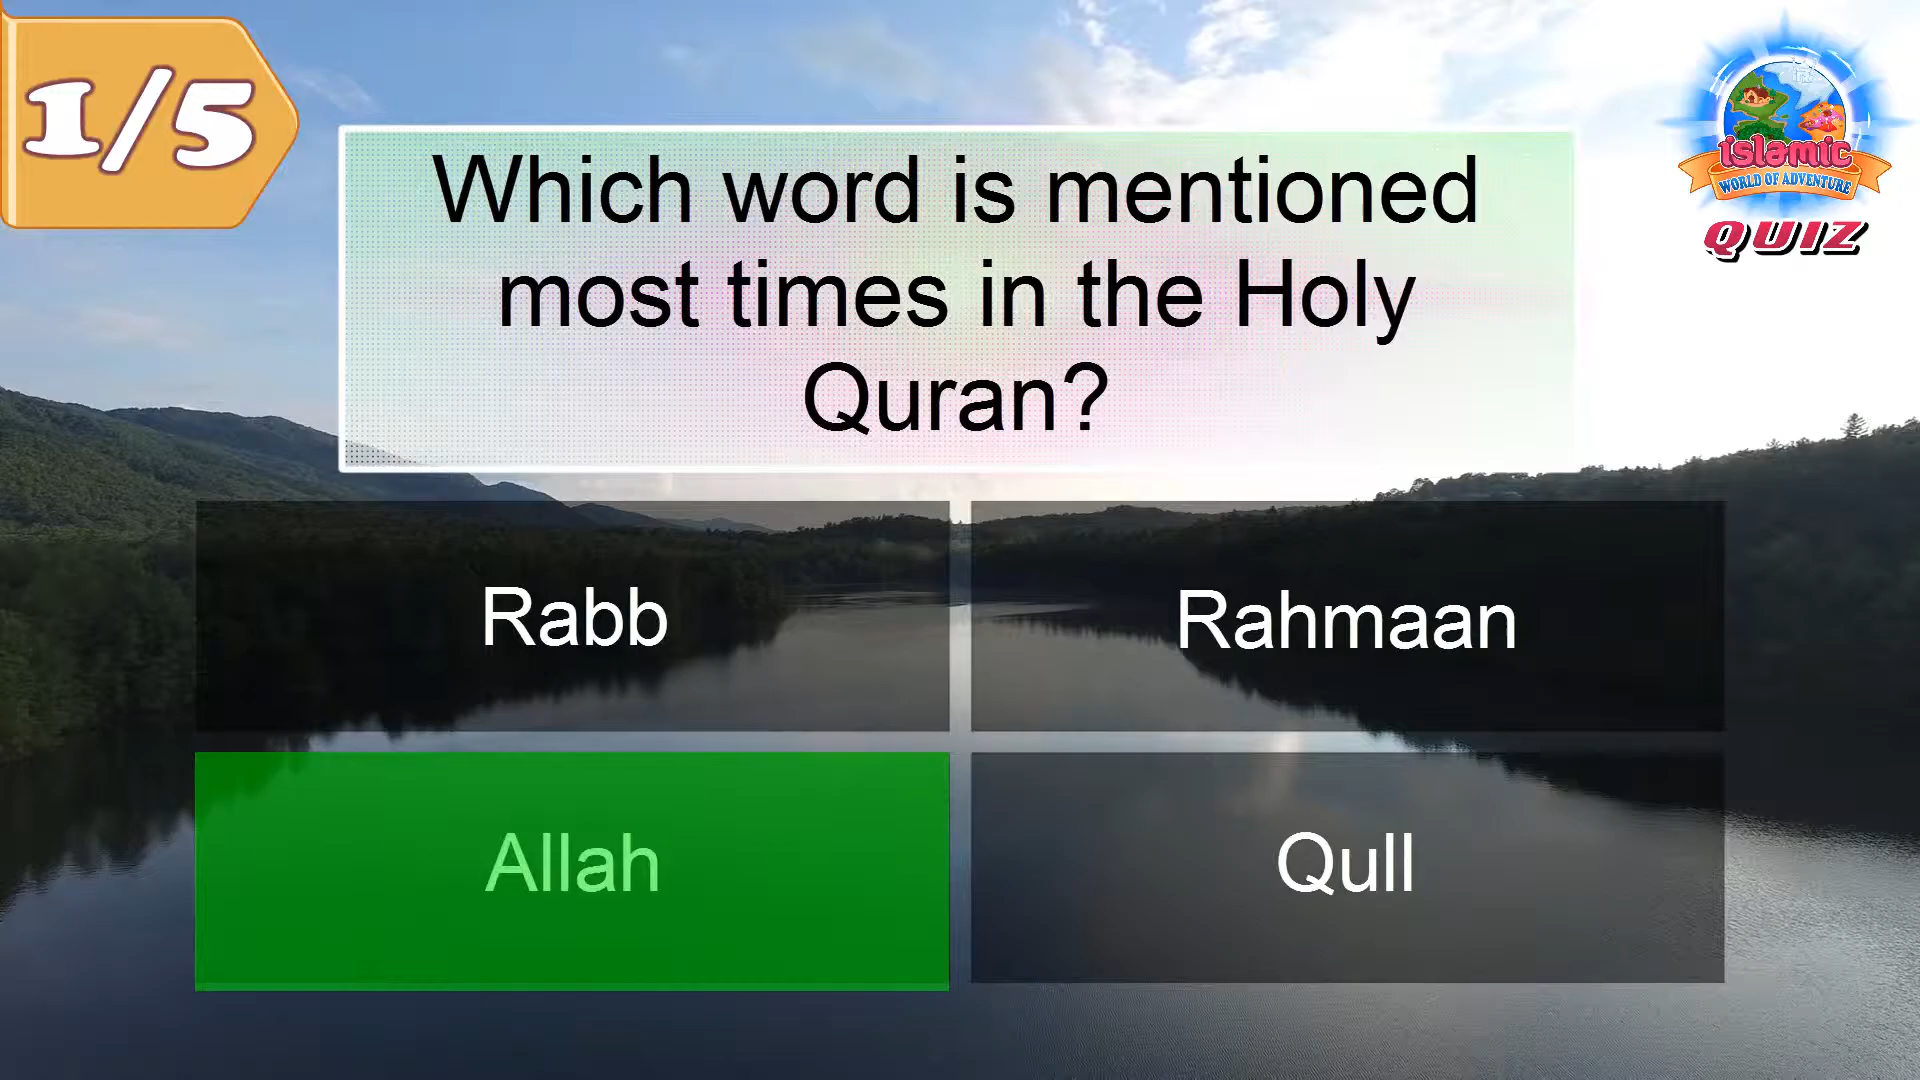 1/5
islamic
WORLD OF ADVENTURE
QUIZ
Which word is mentioned
most times in the Holy
Quran?
Rabb
Rahmaan
Allah
Qull